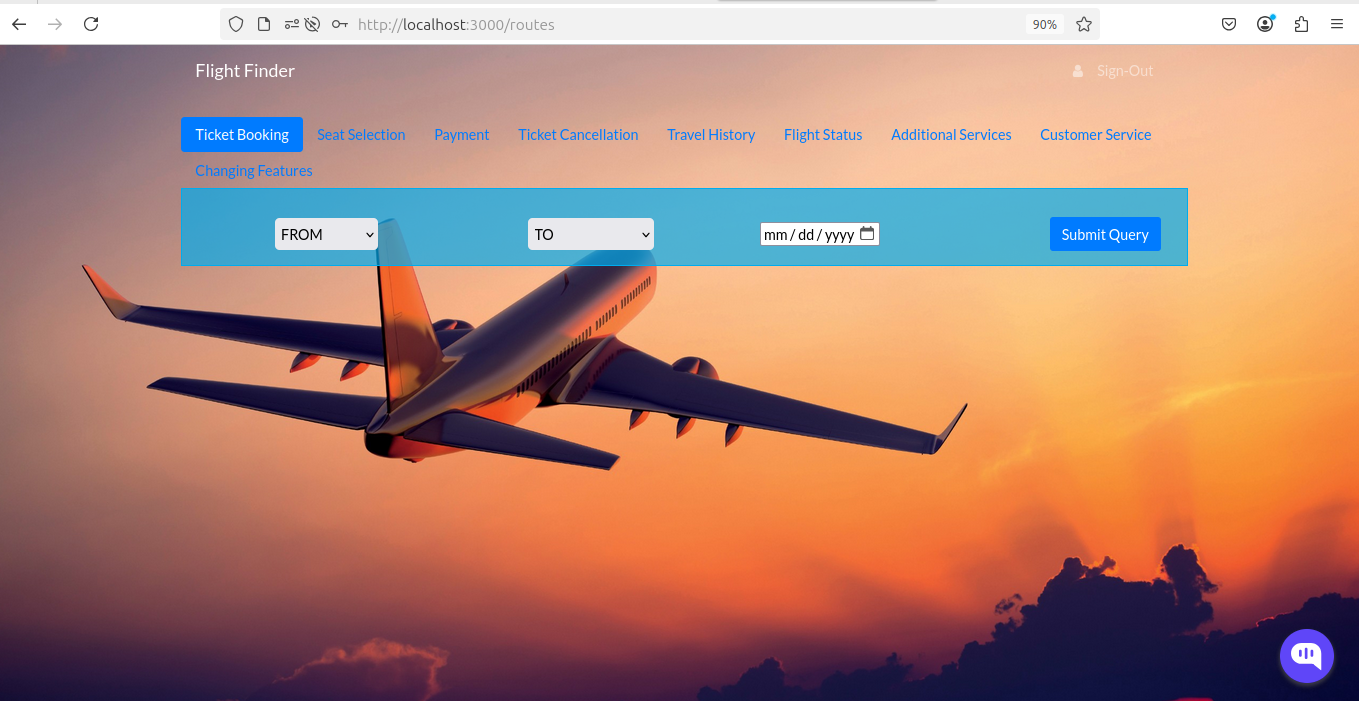 http://localhost:3000/routes 90%
Flight Finder Sign-Out
Ticket Booking Seat Selection Payment Ticket Cancellation Travel History Flight Status Additional Services Customer Service
Changing Features
FROM TO mm / dd / yyyy Submit Query